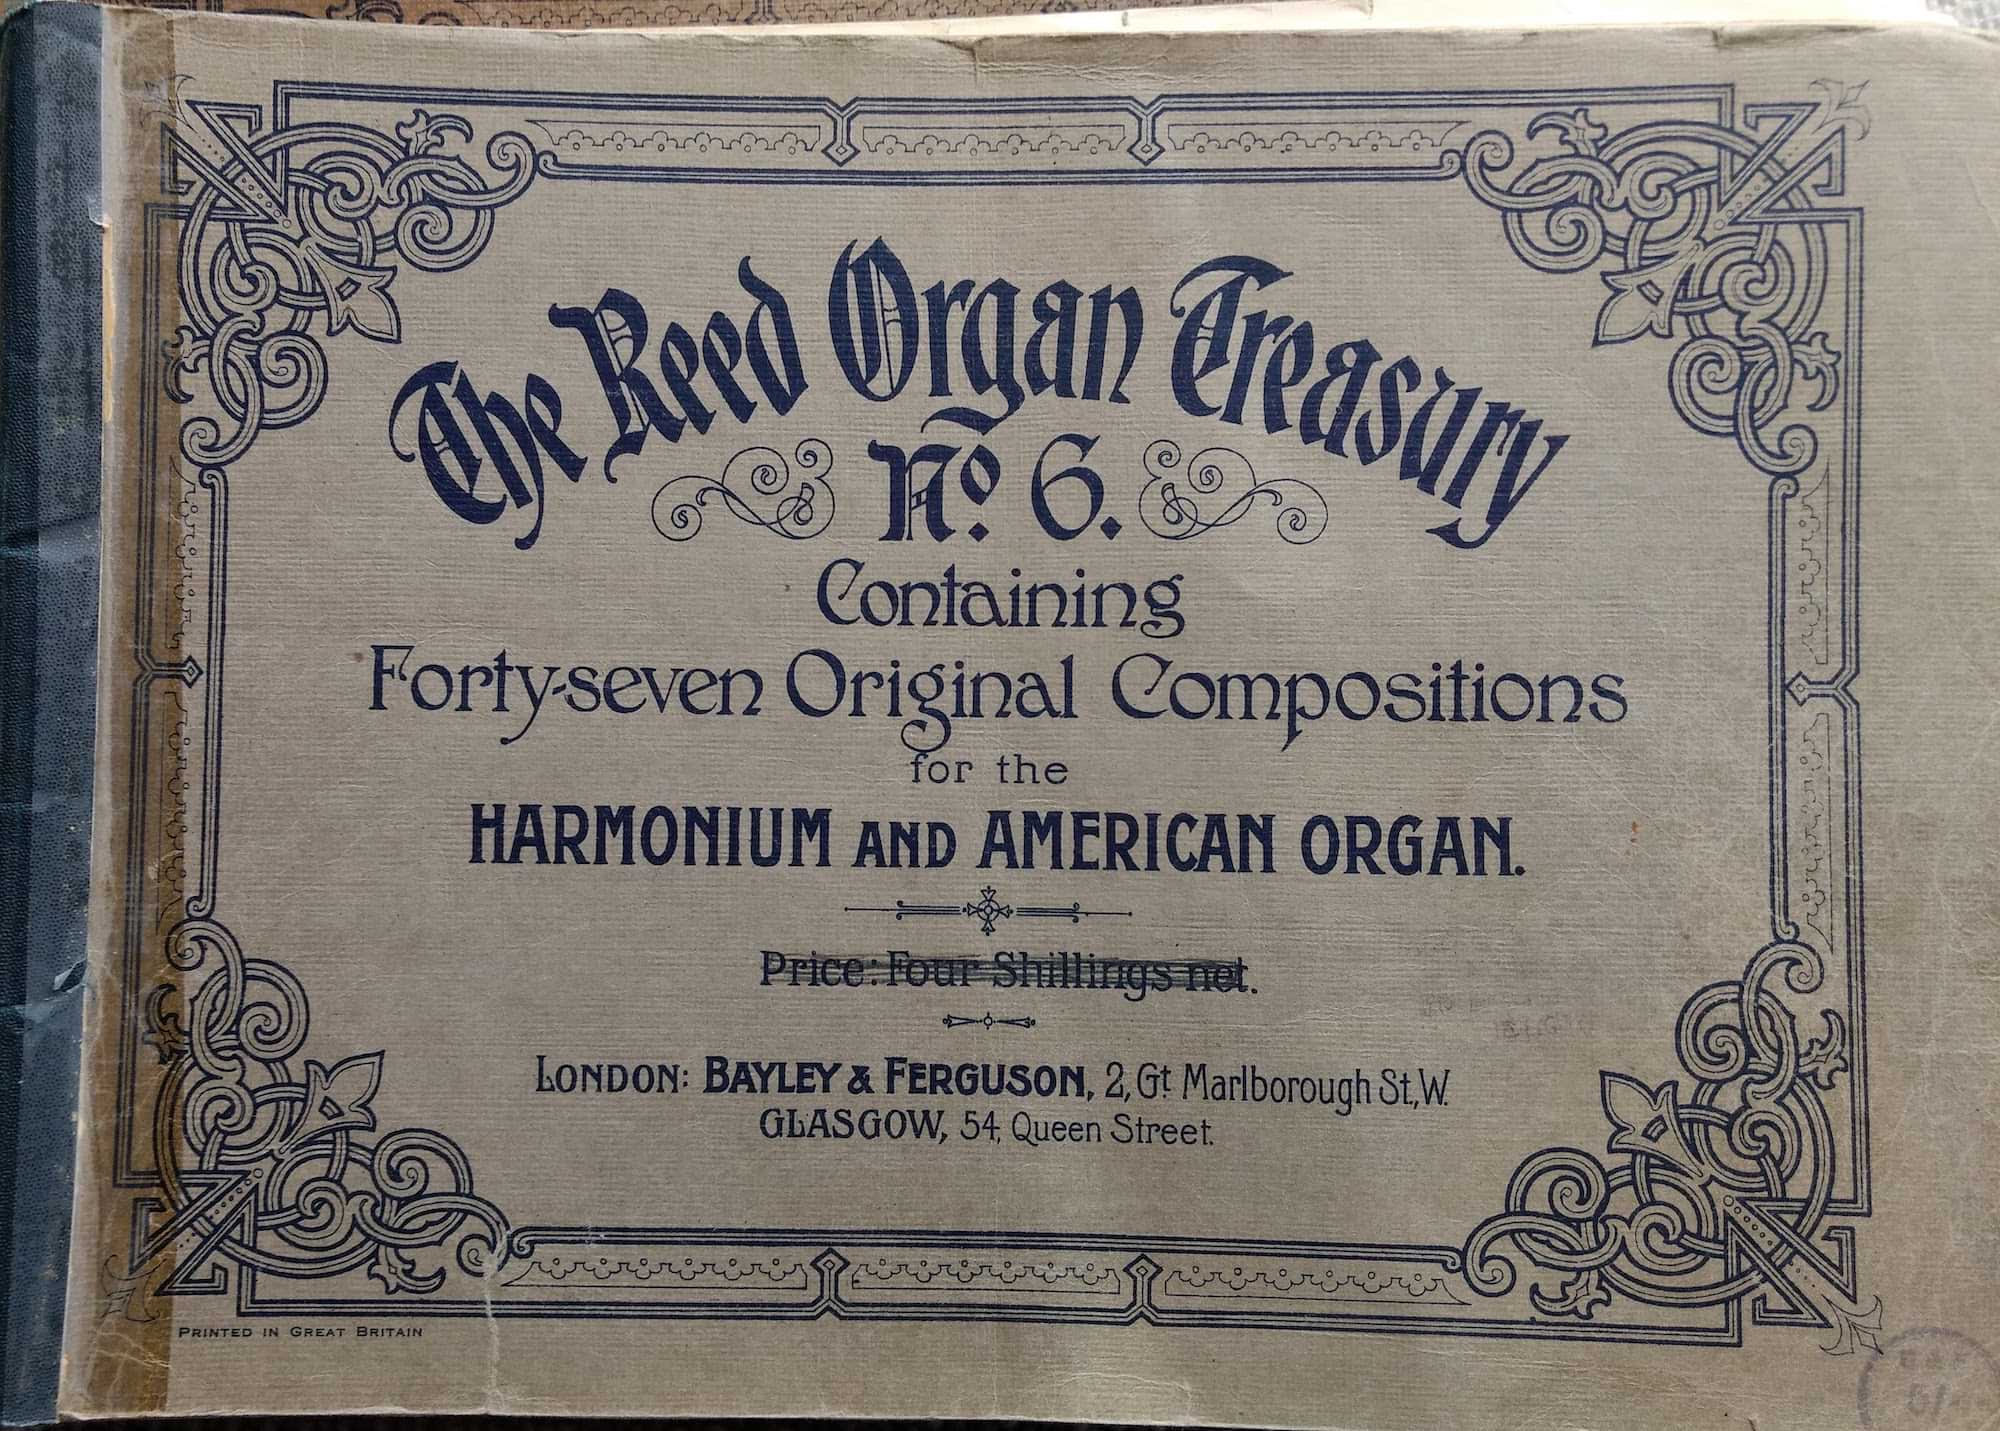 The Reed Organ Treasury
No. 6.
Containing
Forty-seven Original Compositions
for the
HARMONIUM AND AMERICAN ORGAN.
Price: Four Shillings net.
LONDON: BAYLEY & FERGUSON, 2, Gt Marlborough St., W.
GLASGOW, 54, Queen Street.
PRINTED IN GREAT BRITAIN
B & F